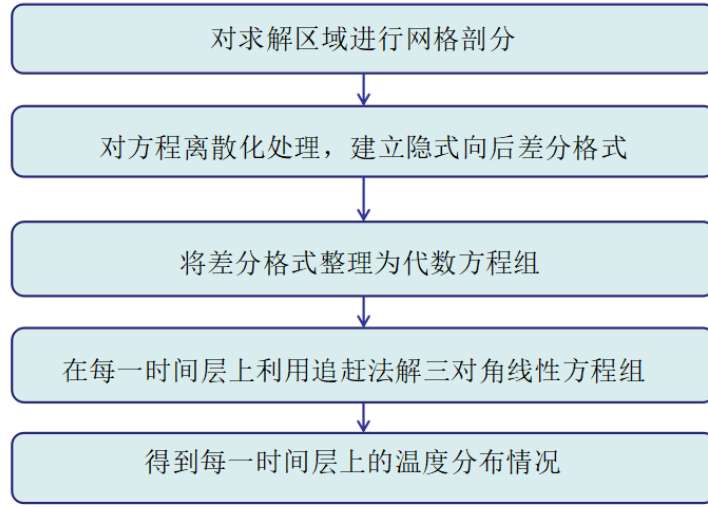 对求解区域进行网格剖分
对方程离散化处理，建立隐式向后差分格式
将差分格式整理为代数方程组
在每一时间层上利用追赶法解三对角线性方程组
得到每一时间层上的温度分布情况